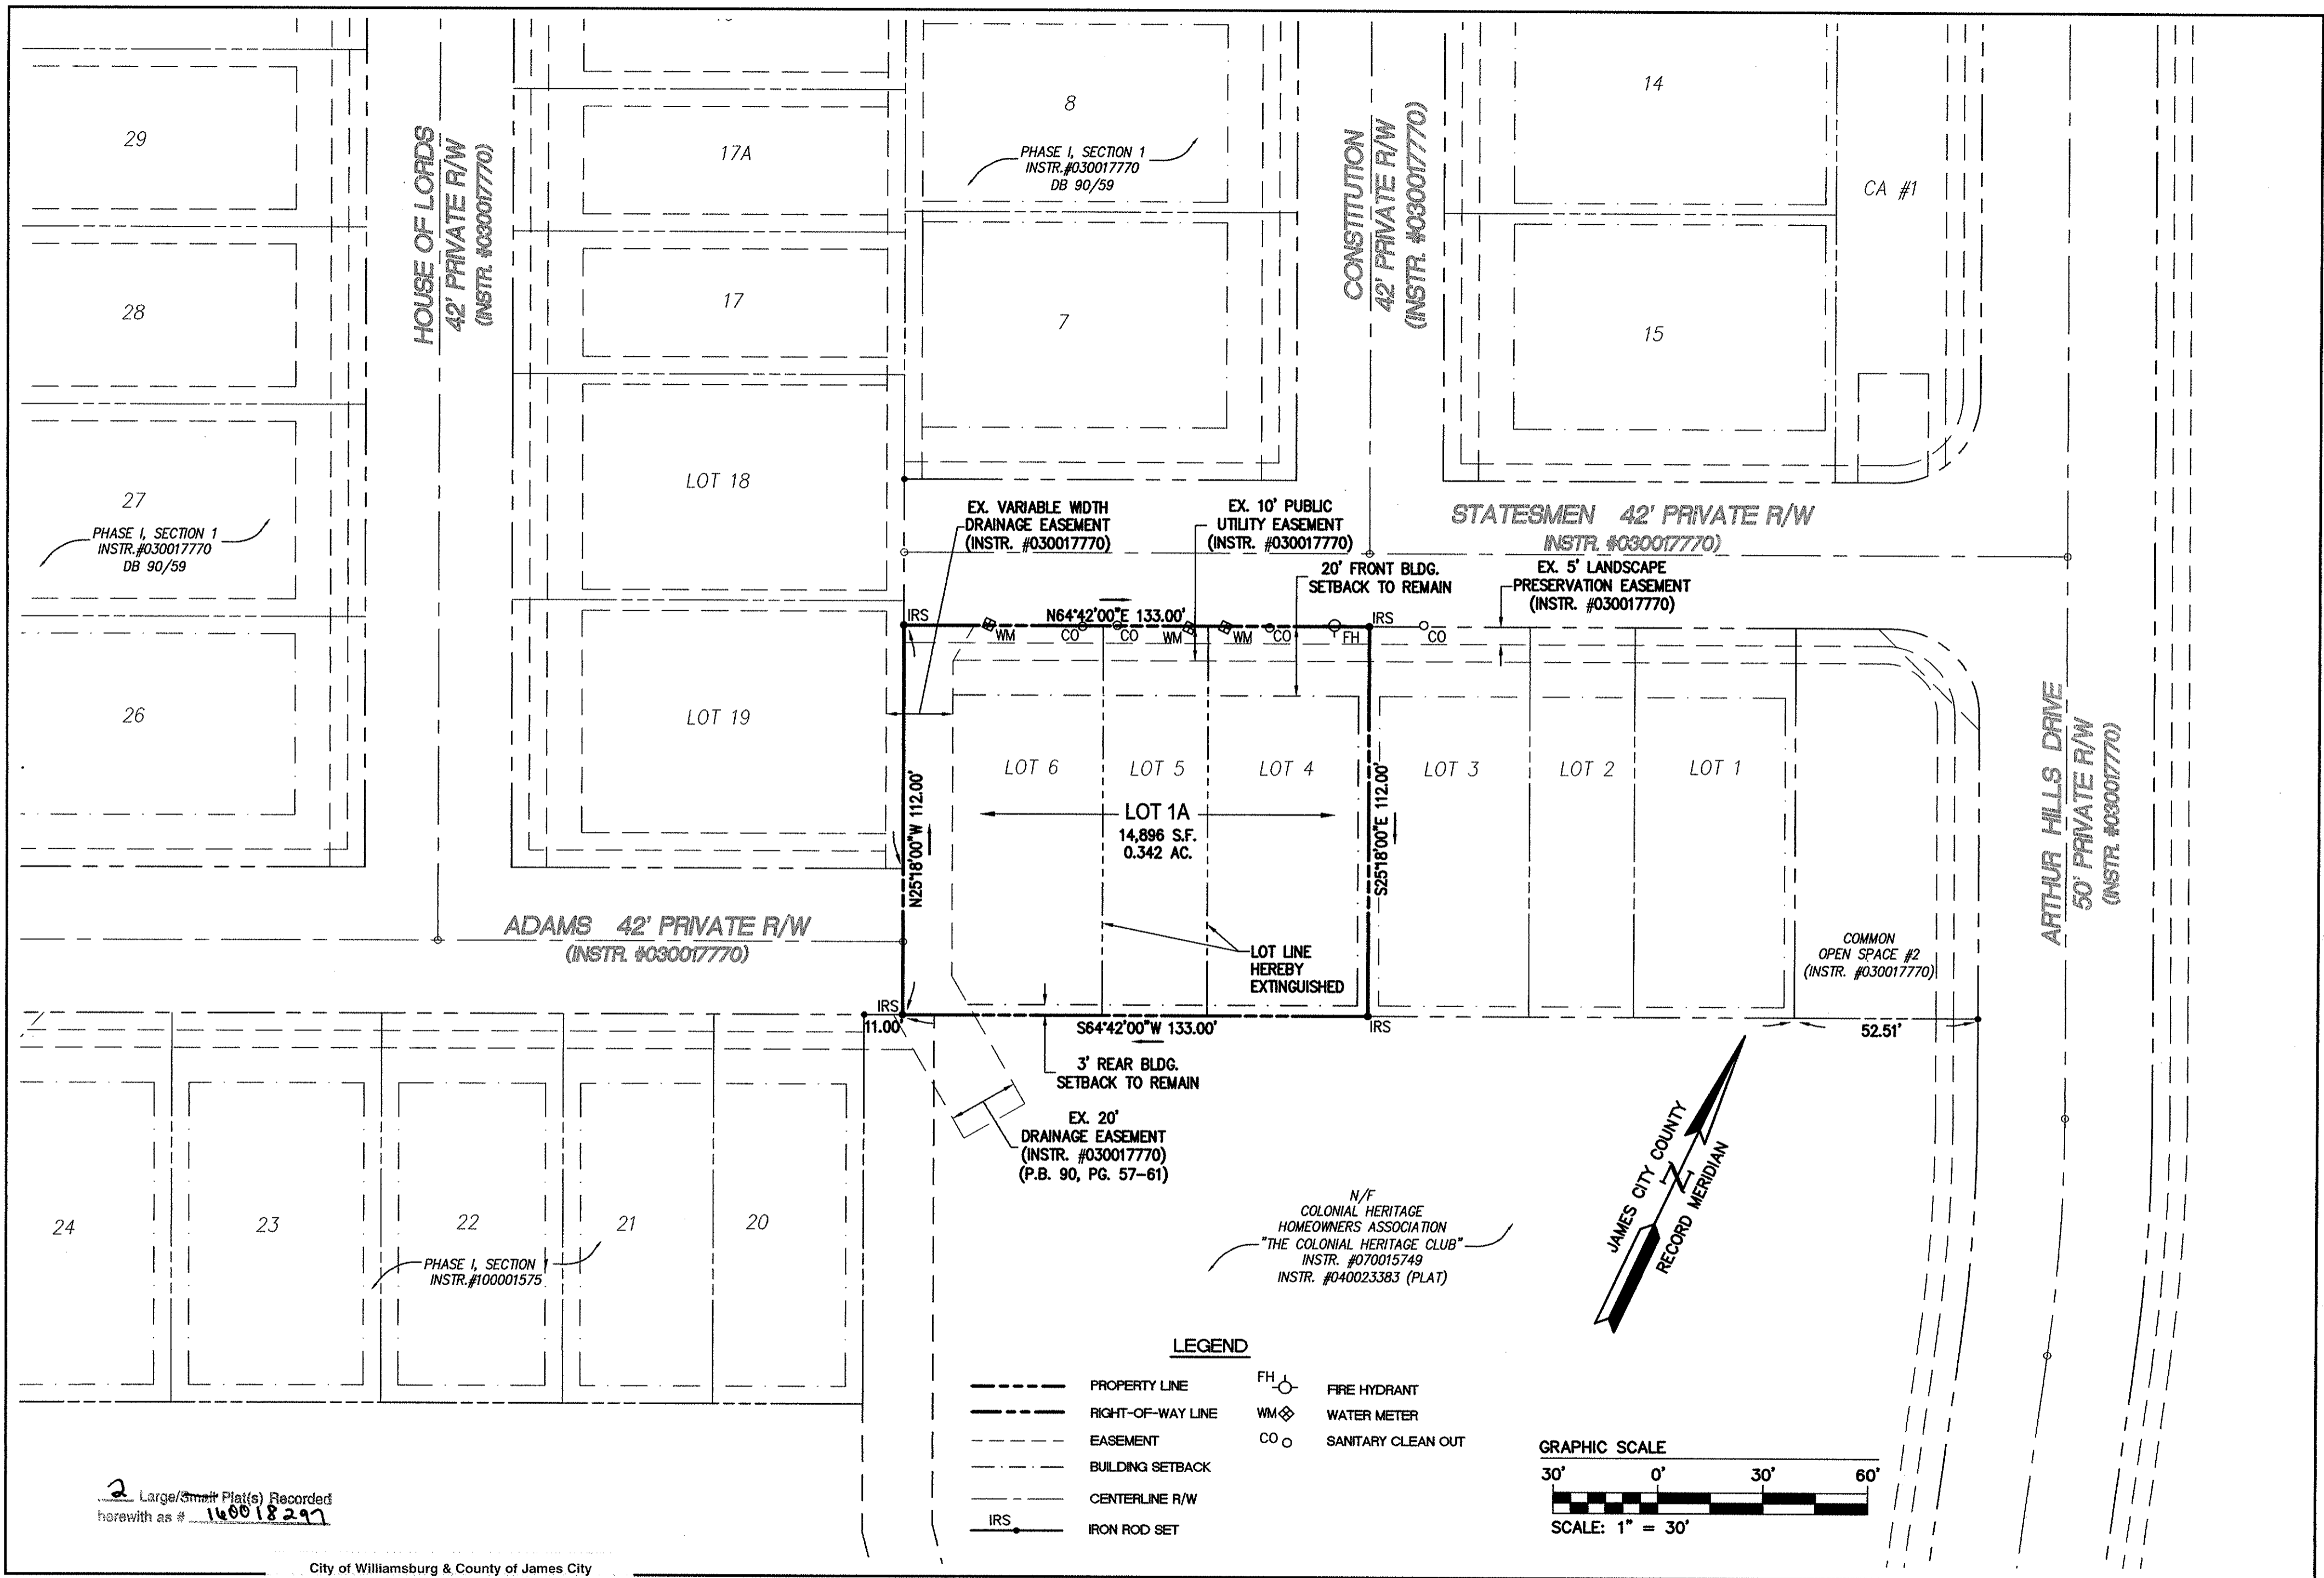 29
28
27
PHASE I, SECTION 1
INSTR.#030017770
DB 90/59
26
HOUSE OF LORDS
42' PRIVATE R/W
(INSTR. #030017770)
17A
17
LOT 18
LOT 19
8
PHASE I, SECTION 1
INSTR.#030017770
DB 90/59
7
CONSTITUTION
42' PRIVATE R/W
(INSTR. #030017770)
14
15
CA #1
STATESMEN 42' PRIVATE R/W
INSTR. #030017770)
EX. VARIABLE WIDTH
DRAINAGE EASEMENT
(INSTR. #030017770)
EX. 10' PUBLIC
UTILITY EASEMENT
(INSTR. #030017770)
20' FRONT BLDG.
SETBACK TO REMAIN
EX. 5' LANDSCAPE
PRESERVATION EASEMENT
(INSTR. #030017770)
IRS
N64°42'00"E 133.00'
IRS
WM
CO
CO
WM
WM
CO
FH
CO
LOT 6
LOT 5
LOT 4
LOT 3
LOT 2
LOT 1
LOT 1A
14,896 S.F.
0.342 AC.
N25°18'00"W 112.00'
S25°18'00"E 112.00'
LOT LINE
HEREBY
EXTINGUISHED
ADAMS 42' PRIVATE R/W
(INSTR. #030017770)
COMMON
OPEN SPACE #2
(INSTR. #030017770)
ARTHUR HILLS DRIVE
50' PRIVATE R/W
(INSTR. #030017770)
IRS
11.00'
S64°42'00"W 133.00'
IRS
52.51'
3' REAR BLDG.
SETBACK TO REMAIN
EX. 20'
DRAINAGE EASEMENT
(INSTR. #030017770)
(P.B. 90, PG. 57-61)
24
23
22
21
20
PHASE I, SECTION 1
INSTR.#100001575
N/F
COLONIAL HERITAGE
HOMEOWNERS ASSOCIATION
"THE COLONIAL HERITAGE CLUB"
INSTR. #070015749
INSTR. #040023383 (PLAT)
JAMES CITY COUNTY
N
RECORD MERIDIAN
LEGEND
PROPERTY LINE
RIGHT-OF-WAY LINE
EASEMENT
BUILDING SETBACK
CENTERLINE R/W
IRS
IRON ROD SET
FH
FIRE HYDRANT
WM
WATER METER
CO
SANITARY CLEAN OUT
GRAPHIC SCALE
30' 0' 30' 60'
SCALE: 1" = 30'
2 Large/Small Plat(s) Recorded
herewith as # 160018297
City of Williamsburg & County of James City